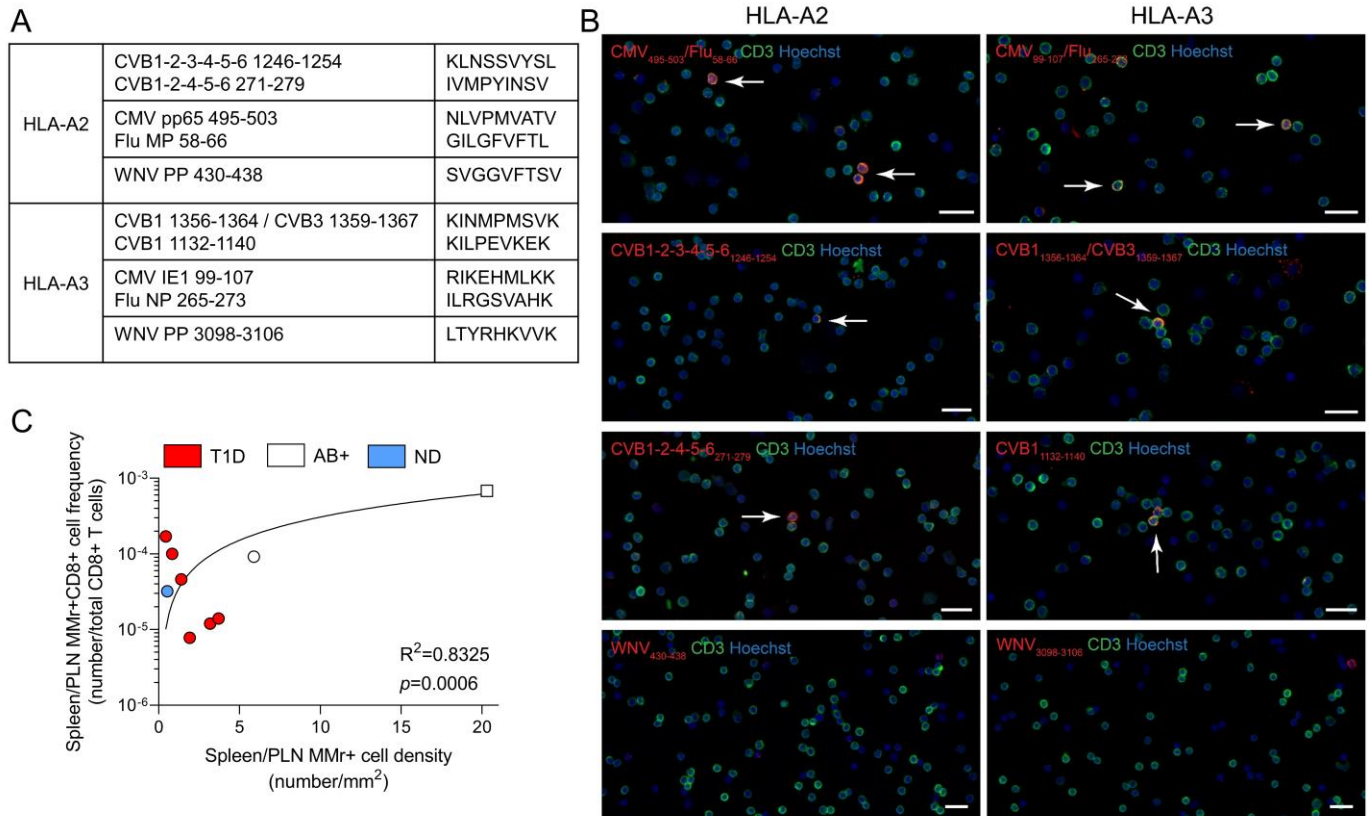 A
HLA-A2
CVB1-2-3-4-5-6 1246-1254 KLNSSVYSL
CVB1-2-4-5-6 271-279 IVMPYINSV
CMV pp65 495-503 NLVPMVATV
Flu MP 58-66 GILGFVFTL
WNV PP 430-438 SVGGVFTSV
HLA-A3
CVB1 1356-1364 / CVB3 1359-1367 KINMPMSVK
CVB1 1132-1140 KILPEVKEK
CMV IE1 99-107 RIKEHMLKK
Flu NP 265-273 ILRGSVAHK
WNV PP 3098-3106 LTYRHKVVK
B
HLA-A2 HLA-A3
CMV495-503/Flu58-66 CD3 Hoechst
CMV99-107/Flu265-273 CD3 Hoechst
CVB1-2-3-4-5-61246-1254 CD3 Hoechst
CVB11356-1364/CVB31359-1367 CD3 Hoechst
CVB1-2-4-5-6271-279 CD3 Hoechst
CVB11132-1140 CD3 Hoechst
WNV430-438 CD3 Hoechst
WNV3098-3106 CD3 Hoechst
C
T1D AB+ ND
Spleen/PLN MMr+CD8+ cell frequency
(number/total CD8+ T cells)
10-3
10-4
10-5
10-6
R2=0.8325
p=0.0006
0 5 10 15 20
Spleen/PLN MMr+ cell density
(number/mm2)